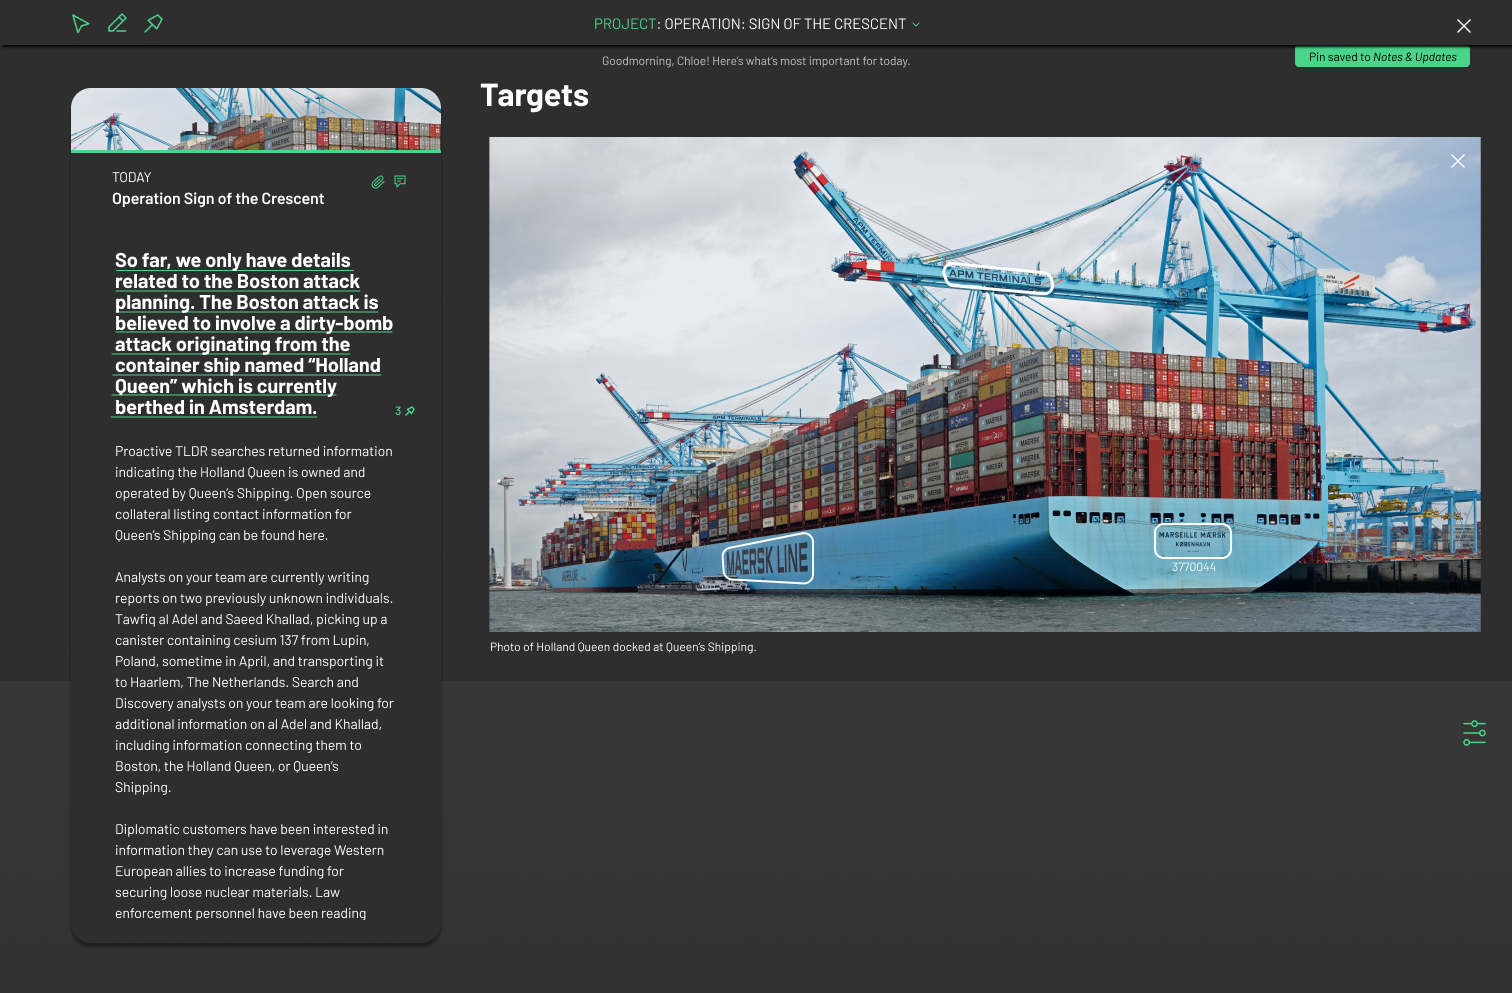 PROJECT: OPERATION: SIGN OF THE CRESCENT
Goodmorning, Chloe! Here's what's most important for today.
Pin saved to Notes & Updates
TODAY
Operation Sign of the Crescent
So far, we only have details
related to the Boston attack
planning. The Boston attack is
believed to involve a dirty-bomb
attack originating from the
container ship named “Holland
Queen” which is currently
berthed in Amsterdam.
3
Proactive TLDR searches returned information
indicating the Holland Queen is owned and
operated by Queen's Shipping. Open source
collateral listing contact information for
Queen's Shipping can be found here.
Analysts on your team are currently writing
reports on two previously unknown individuals.
Tawfiq al Adel and Saeed Khallad, picking up a
canister containing cesium 137 from Lupin,
Poland, sometime in April, and transporting it
to Haarlem, The Netherlands. Search and
Discovery analysts on your team are looking for
additional information on al Adel and Khallad,
including information connecting them to
Boston, the Holland Queen, or Queen's
Shipping.
Diplomatic customers have been interested in
information they can use to leverage Western
European allies to increase funding for
securing loose nuclear materials. Law
enforcement personnel have been reading
Targets
APM TERMINALS
APM TERMINALS
APM TERMINALS
MAERSK
MAERSK LINE
MARSEILLE MÆRSK
KØBENHAVN
3770044
Photo of Holland Queen docked at Queen's Shipping.